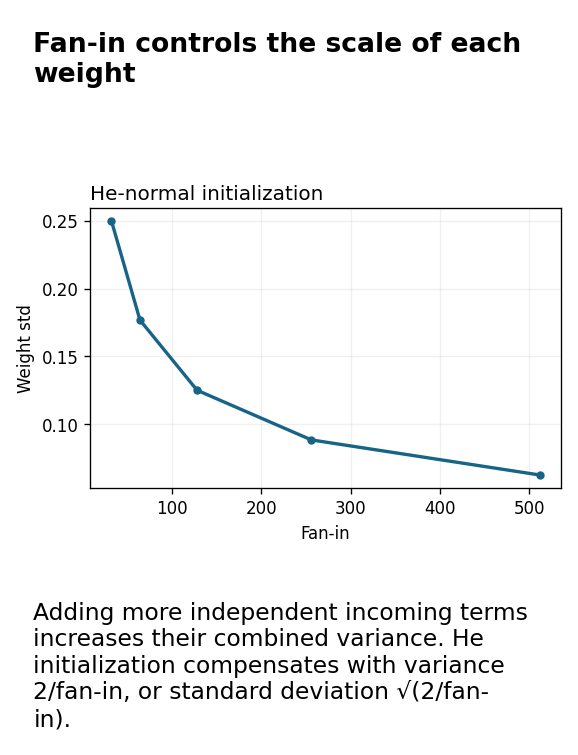 Fan-in controls the scale of each
weight
He-normal initialization
0.25
0.20
0.15
0.10
Weight std
100 200 300 400 500
Fan-in
Adding more independent incoming terms
increases their combined variance. He
initialization compensates with variance
2/fan-in, or standard deviation √(2/fan-
in).